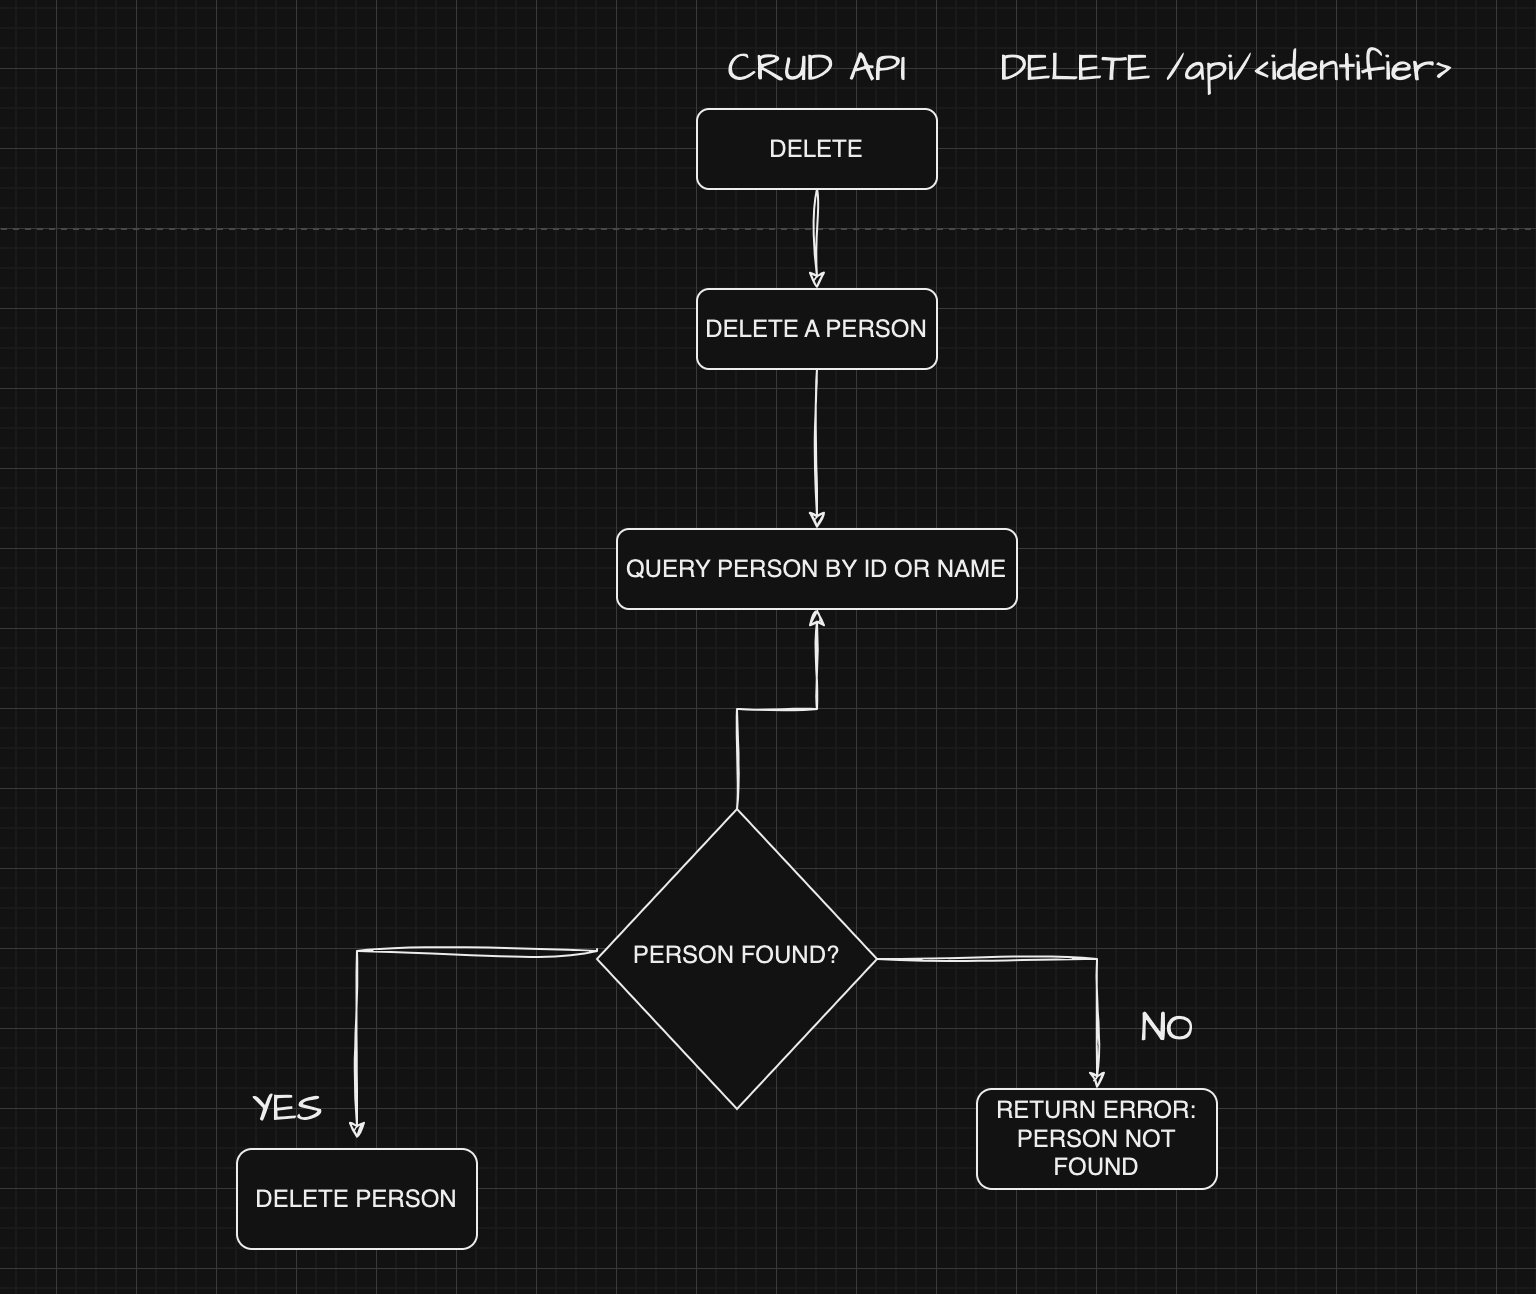 CRUD API
DELETE /api/<identifier>
DELETE
DELETE A PERSON
QUERY PERSON BY ID OR NAME
PERSON FOUND?
NO
YES
RETURN ERROR:
PERSON NOT
FOUND
DELETE PERSON